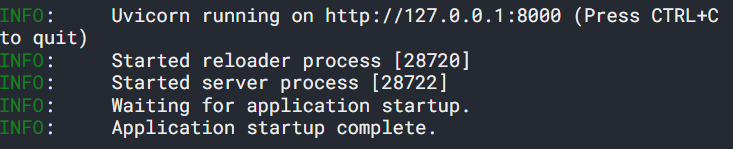 INFO:     Uvicorn running on http://127.0.0.1:8000 (Press CTRL+C
to quit)
INFO:     Started reloader process [28720]
INFO:     Started server process [28722]
INFO:     Waiting for application startup.
INFO:     Application startup complete.